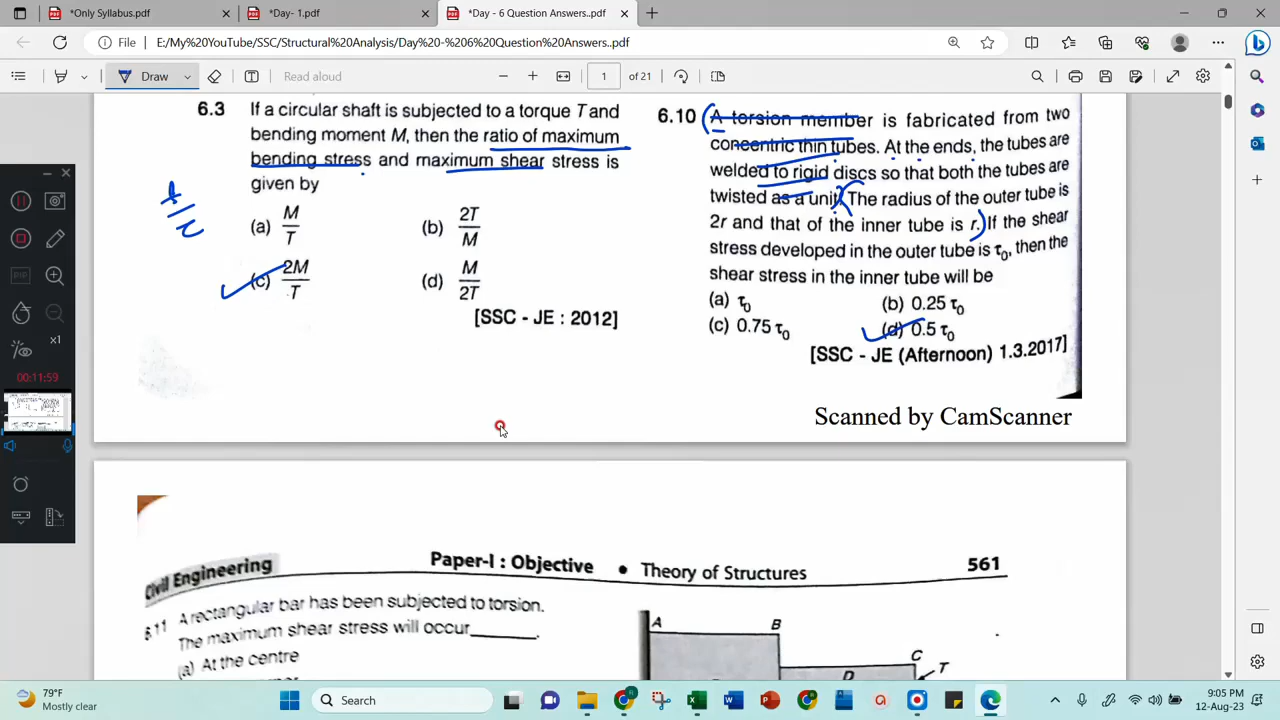 *Only Syllabus.pdf
*Day- 1.pdf
*Day - 6 Question Answers..pdf
File
E:/My%20YouTube/SSC/Structural%20Analysis/Day%20-%206%20Question%20Answers..pdf
Draw
Read aloud
1
of 21
6.3 If a circular shaft is subjected to a torque T and
bending moment M, then the ratio of maximum
bending stress and maximum shear stress is
given by
(a) M/T
(b) 2T/M
(c) 2M/T
(d) M/2T
[SSC - JE : 2012]
6.10 A torsion member is fabricated from two
concentric thin tubes. At the ends, the tubes are
welded to rigid discs so that both the tubes are
twisted as a unit. The radius of the outer tube is
2r and that of the inner tube is r. If the shear
stress developed in the outer tube is τ₀, then the
shear stress in the inner tube will be
(a) τ₀
(b) 0.25 τ₀
(c) 0.75 τ₀
(d) 0.5 τ₀
[SSC - JE (Afternoon) 1.3.2017]
Scanned by CamScanner
PIP
x1
00:11:59
Civil Engineering
Paper-I : Objective • Theory of Structures
561
6.11 A rectangular bar has been subjected to torsion.
The maximum shear stress will occur_______.
(a) At the centre
A
B
C
D
T
79°F
Mostly clear
Search
9:05 PM
12-Aug-23